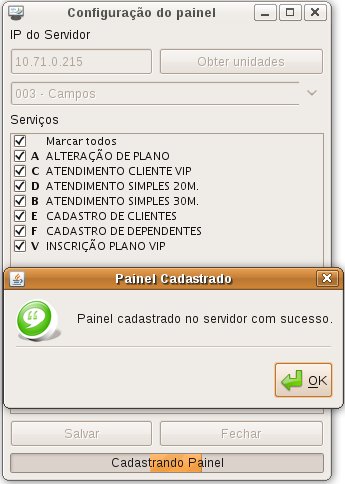 Configuração do painel
IP do Servidor
10.71.0.215 Obter unidades
003 - Campos
Serviços
Marcar todos
A ALTERAÇÃO DE PLANO
C ATENDIMENTO CLIENTE VIP
D ATENDIMENTO SIMPLES 20M.
B ATENDIMENTO SIMPLES 30M.
E CADASTRO DE CLIENTES
F CADASTRO DE DEPENDENTES
V INSCRIÇÃO PLANO VIP
Painel Cadastrado
Painel cadastrado no servidor com sucesso.
OK
Salvar Fechar
Cadastrando Painel